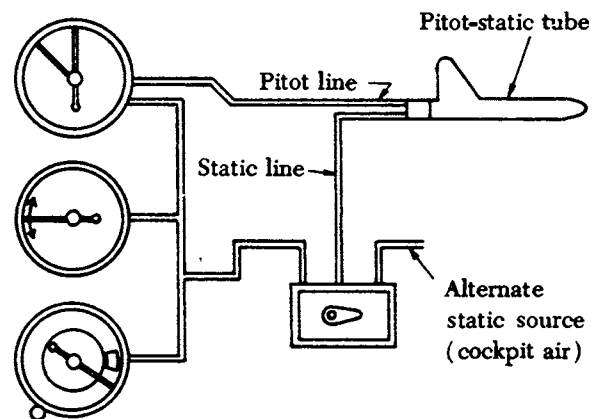 Pitot-static tube
Pitot line
Static line
Alternate
static source
(cockpit air)